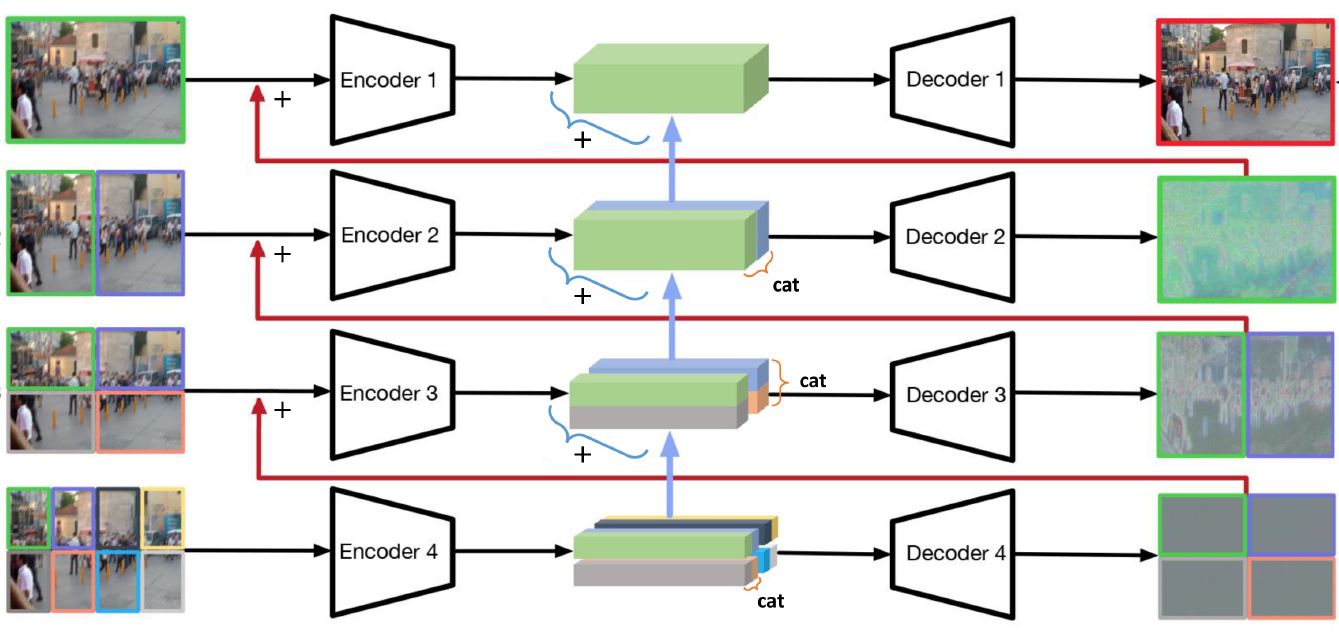 +
Encoder 1
+
Decoder 1
+
Encoder 2
+
cat
Decoder 2
+
Encoder 3
+
cat
Decoder 3
Encoder 4
cat
Decoder 4